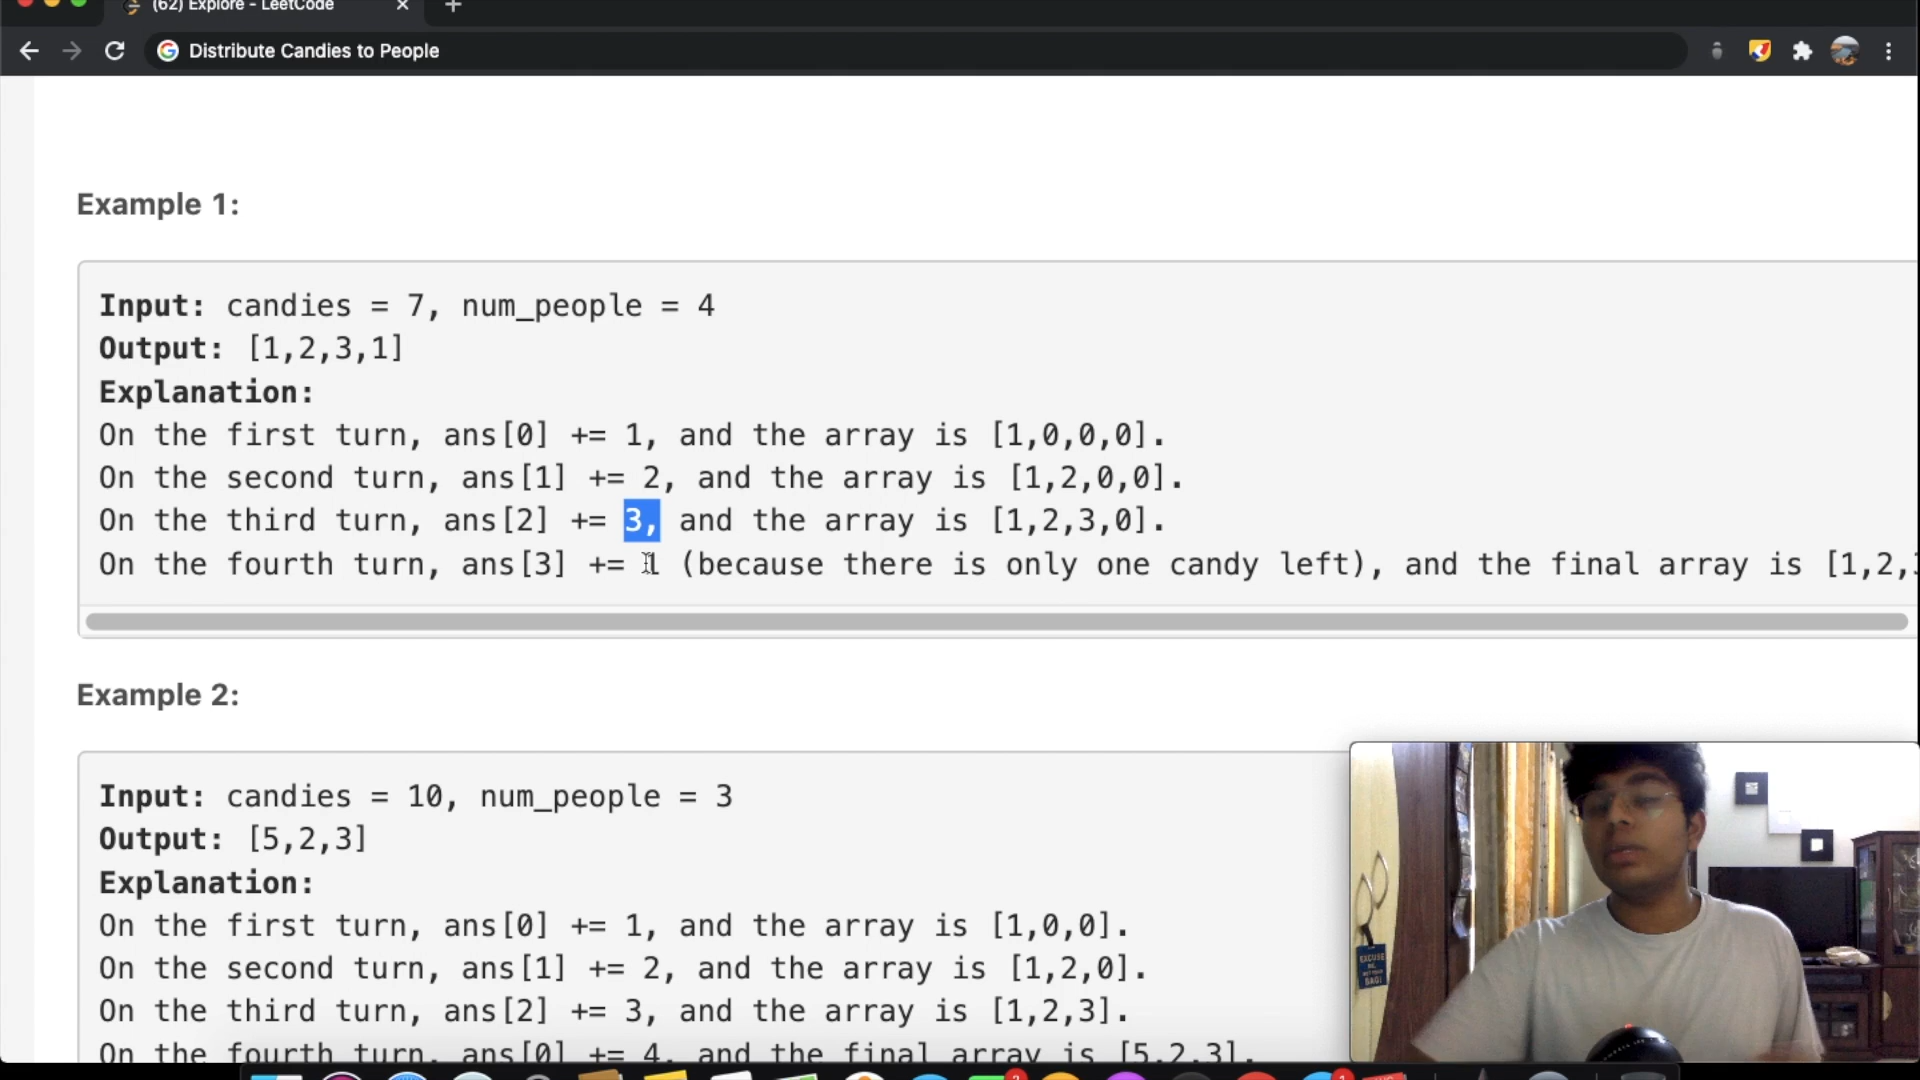 (62) Explore - LeetCode
Distribute Candies to People
Example 1:
Input: candies = 7, num_people = 4
Output: [1,2,3,1]
Explanation:
On the first turn, ans[0] += 1, and the array is [1,0,0,0].
On the second turn, ans[1] += 2, and the array is [1,2,0,0].
On the third turn, ans[2] += 3, and the array is [1,2,3,0].
On the fourth turn, ans[3] += 1 (because there is only one candy left), and the final array is [1,2,3
Example 2:
Input: candies = 10, num_people = 3
Output: [5,2,3]
Explanation:
On the first turn, ans[0] += 1, and the array is [1,0,0].
On the second turn, ans[1] += 2, and the array is [1,2,0].
On the third turn, ans[2] += 3, and the array is [1,2,3].
On the fourth turn, ans[0] += 4, and the final array is [5,2,3].
EXCUSE
BAG!